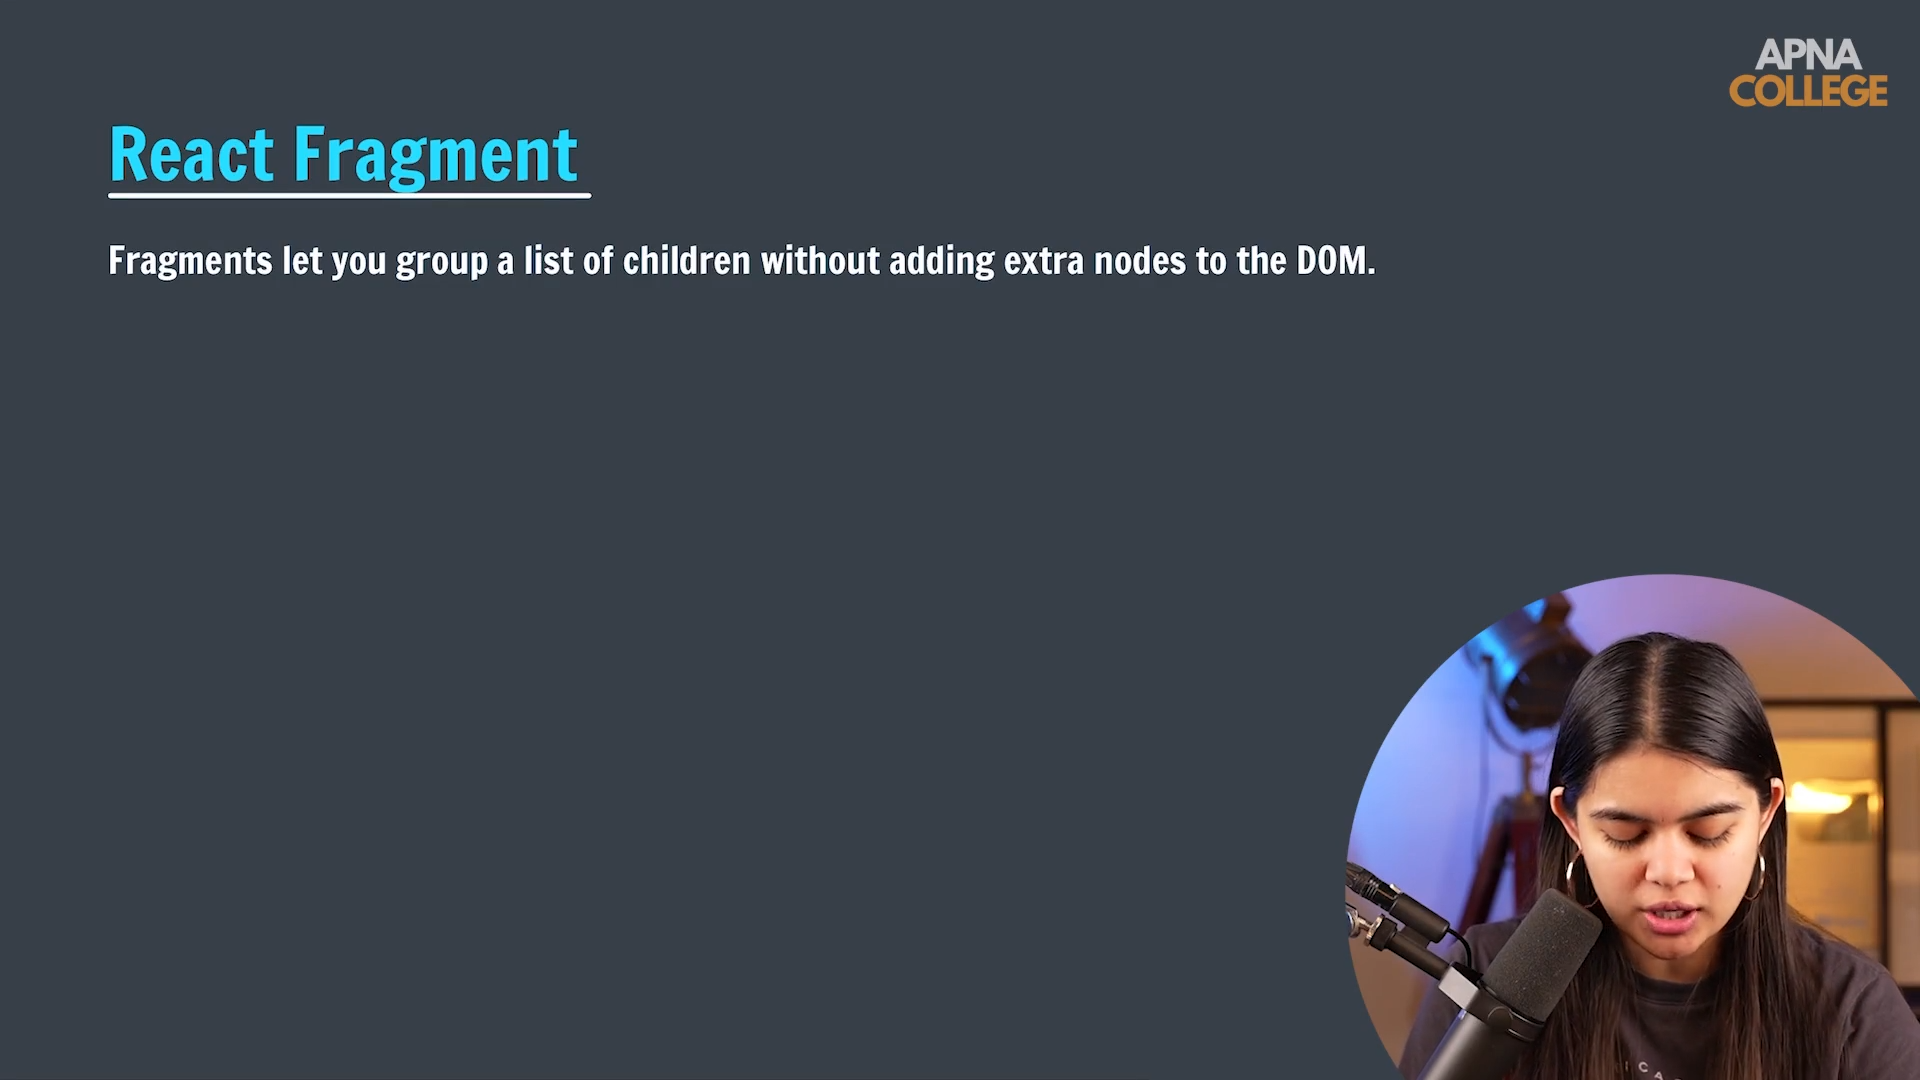 APNA
COLLEGE
React Fragment
Fragments let you group a list of children without adding extra nodes to the DOM.